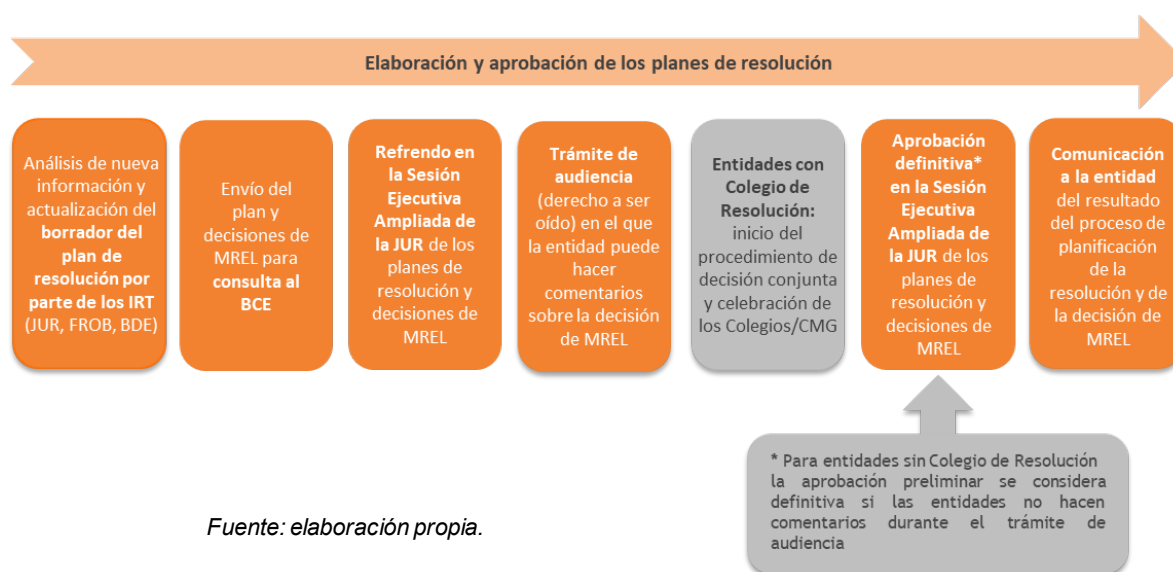 Elaboración y aprobación de los planes de resolución
Análisis de nueva
información y
actualización del
borrador del
plan de
resolución por
parte de los IRT
(JUR, FROB, BDE)
Envío del
plan y
decisiones de
MREL para
consulta al
BCE
Refrendo en
la Sesión
Ejecutiva
Ampliada de
la JUR de los
planes de
resolución y
decisiones de
MREL
Trámite de
audiencia
(derecho a ser
oído) en el que
la entidad puede
hacer
comentarios
sobre la decisión
de MREL
Entidades con
Colegio de
Resolución:
inicio del
procedimiento de
decisión conjunta
y celebración de
los Colegios/CMG
Aprobación
definitiva*
en la Sesión
Ejecutiva
Ampliada de
la JUR de los
planes de
resolución y
decisiones de
MREL
Comunicación
a la entidad
del resultado
del proceso de
planificación
de la
resolución y de
la decisión de
MREL
* Para entidades sin Colegio de Resolución
la aprobación preliminar se considera
definitiva si las entidades no hacen
comentarios durante el trámite de
audiencia
Fuente: elaboración propia.